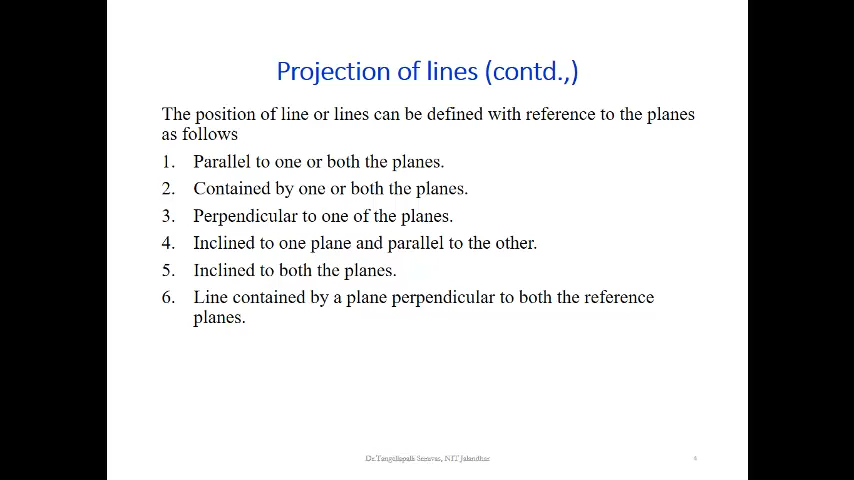 Projection of lines (contd.,)
The position of line or lines can be defined with reference to the planes
as follows
1. Parallel to one or both the planes.
2. Contained by one or both the planes.
3. Perpendicular to one of the planes.
4. Inclined to one plane and parallel to the other.
5. Inclined to both the planes.
6. Line contained by a plane perpendicular to both the reference
planes.
NIT Jalandhar